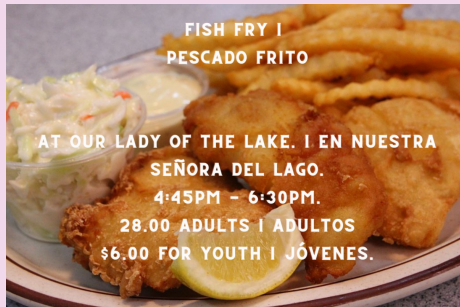 FISH FRY |
PESCADO FRITO
AT OUR LADY OF THE LAKE. | EN NUESTRA
SEÑORA DEL LAGO.
4:45PM - 6:30PM.
28.00 ADULTS | ADULTOS
$6.00 FOR YOUTH | JÓVENES.